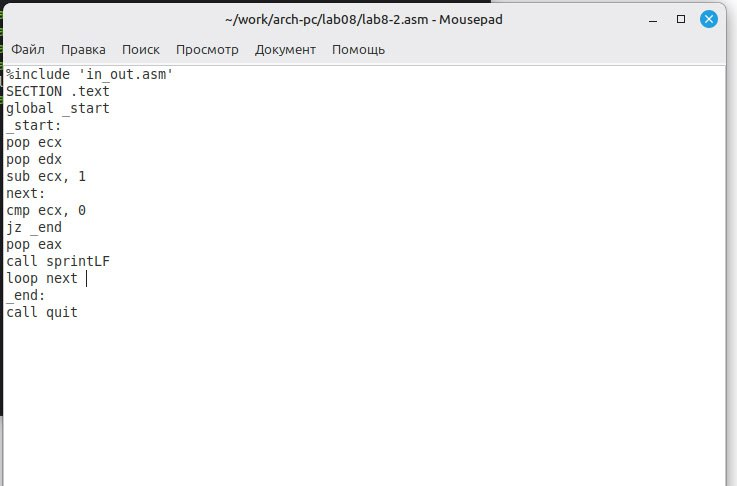 ~/work/arch-pc/lab08/lab8-2.asm - Mousepad
Файл Правка Поиск Просмотр Документ Помощь
%include 'in_out.asm'
SECTION .text
global _start
_start:
pop ecx
pop edx
sub ecx, 1
next:
cmp ecx, 0
jz _end
pop eax
call sprintLF
loop next
_end:
call quit